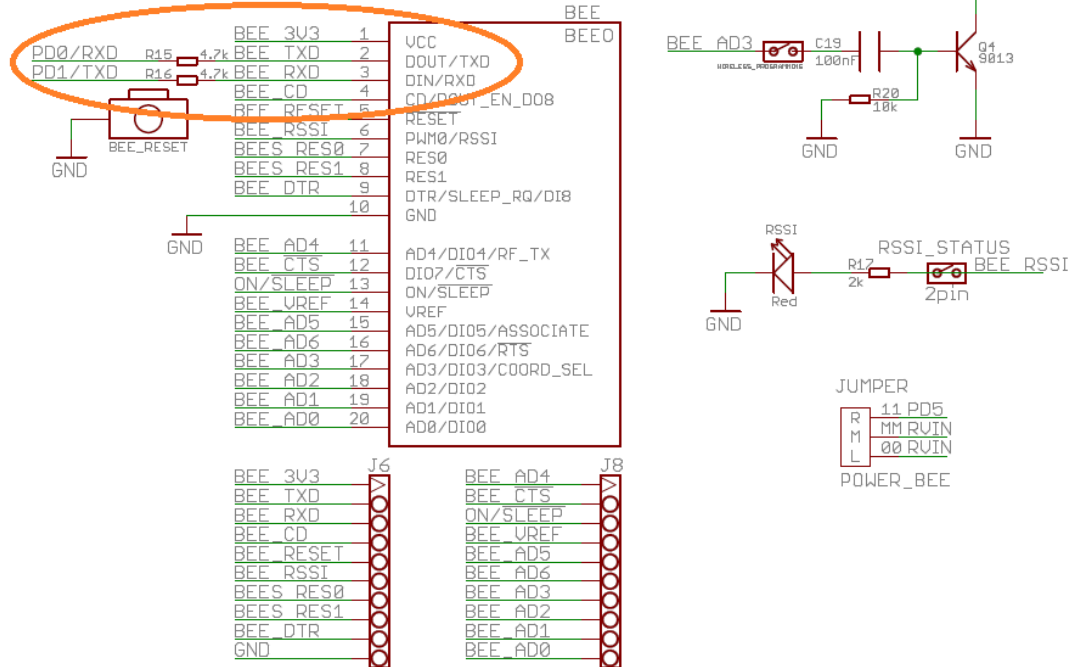 BEE
BEE0
BEE_3V3 1 VCC
PD0/RXD R15 4.7k BEE_TXD 2 DOUT/TXD
PD1/TXD R16 4.7k BEE_RXD 3 DIN/RXD
BEE_CD 4 CD/DOUT_EN_DO8
BEE_RESET 5 RESET
BEE_RSSI 6 PWM0/RSSI
BEES_RES0 7 RES0
BEES_RES1 8 RES1
BEE_DTR 9 DTR/SLEEP_RQ/DI8
10 GND
BEE_RESET
GND
GND
BEE_AD4 11 AD4/DIO4/RF_TX
BEE_CTS 12 DIO7/CTS
ON/SLEEP 13 ON/SLEEP
BEE_VREF 14 VREF
BEE_AD5 15 AD5/DIO5/ASSOCIATE
BEE_AD6 16 AD6/DIO6/RTS
BEE_AD3 17 AD3/DIO3/COORD_SEL
BEE_AD2 18 AD2/DIO2
BEE_AD1 19 AD1/DIO1
BEE_AD0 20 AD0/DIO0
BEE_AD3
WIRELESS_PROGRAMMING
C19
100nF
Q4
9013
R20
10k
GND
GND
RSSI
Red
R17
2k
RSSI_STATUS
2pin
BEE_RSSI
GND
JUMPER
R 11 PD5
M MM RVIN
L 00 RVIN
POWER_BEE
J6
BEE_3V3
BEE_TXD
BEE_RXD
BEE_CD
BEE_RESET
BEE_RSSI
BEES_RES0
BEES_RES1
BEE_DTR
GND
J8
BEE_AD4
BEE_CTS
ON/SLEEP
BEE_VREF
BEE_AD5
BEE_AD6
BEE_AD3
BEE_AD2
BEE_AD1
BEE_AD0